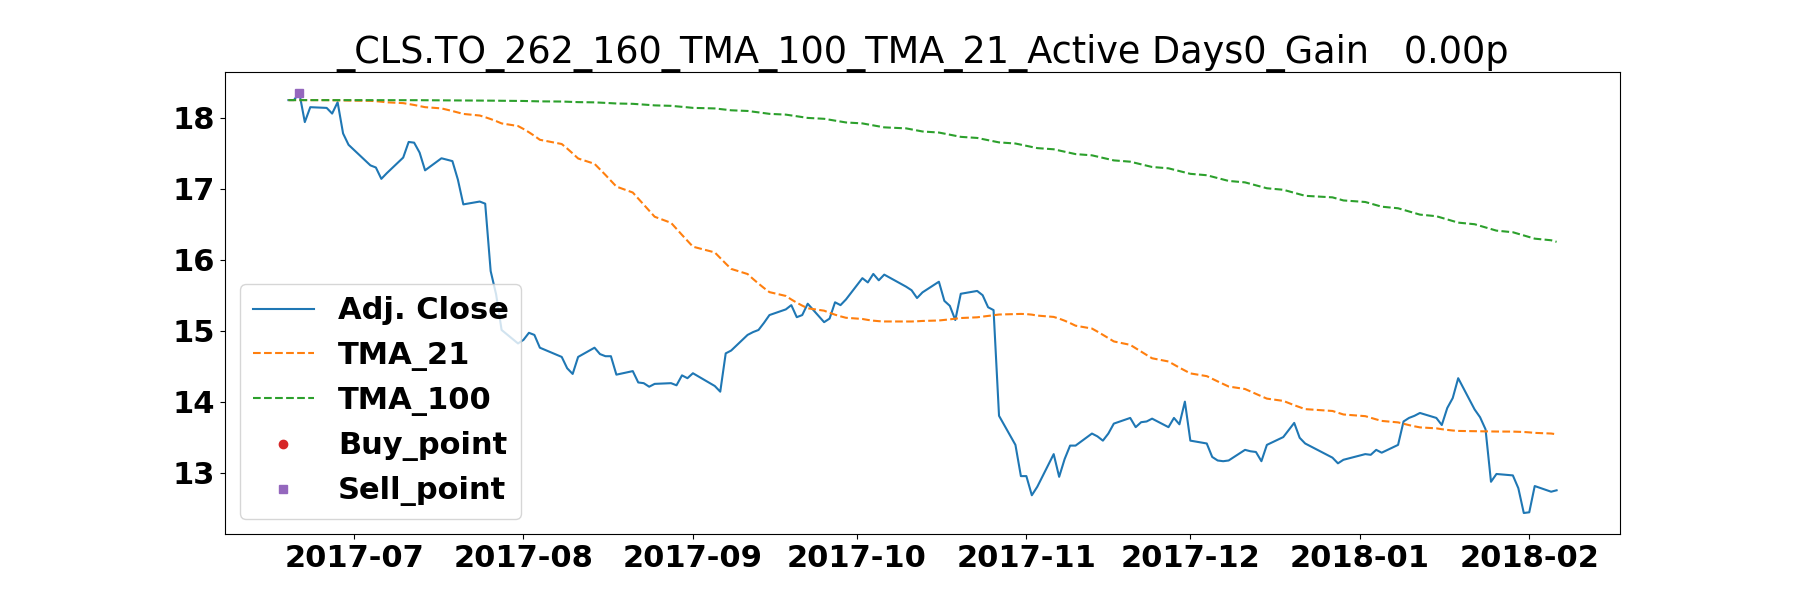 _CLS.TO_262_160_TMA_100_TMA_21_Active Days0_Gain   0.00p
18
17
16
15
14
13
Adj. Close
TMA_21
TMA_100
Buy_point
Sell_point
2017-07 2017-08 2017-09 2017-10 2017-11 2017-12 2018-01 2018-02